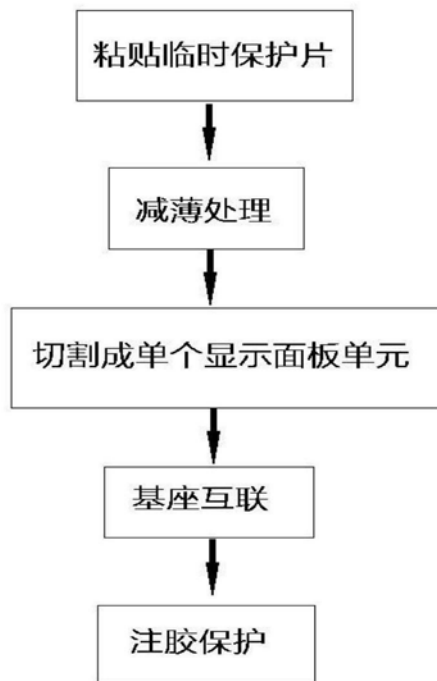 粘贴临时保护片
减薄处理
切割成单个显示面板单元
基座互联
注胶保护